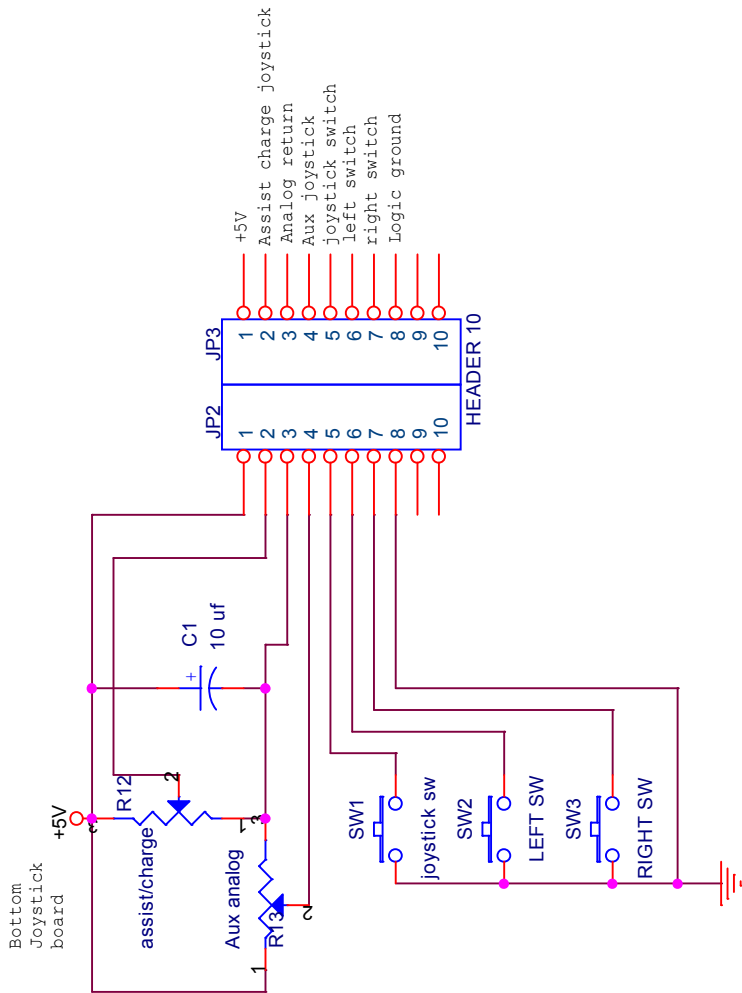 Bottom
Joystick
board
+5V
3
R12
2
1
assist/charge
3
Aux analog
R13
1
2
C1
+
10 uf
SW1
joystick sw
SW2
LEFT SW
SW3
RIGHT SW
JP2
1
2
3
4
5
6
7
8
9
10
JP3
1
2
3
4
5
6
7
8
9
10
HEADER 10
+5V
Assist charge joystick
Analog return
Aux joystick
joystick switch
left switch
right switch
Logic ground